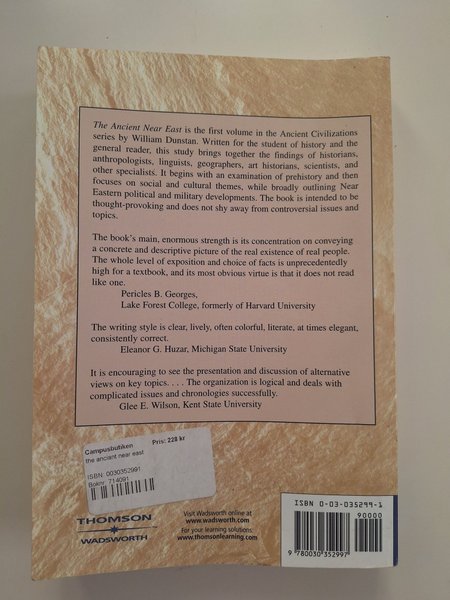 The Ancient Near East is the first volume in the Ancient Civilizations
series by William Dunstan. Written for the student of history and the
general reader, this study brings together the findings of historians,
anthropologists, linguists, geographers, art historians, scientists, and
other specialists. It begins with an examination of prehistory and then
focuses on social and cultural themes, while broadly outlining Near
Eastern political and military developments. The book is intended to be
thought-provoking and does not shy away from controversial issues and
topics.
The book's main, enormous strength is its concentration on conveying
a concrete and descriptive picture of the real existence of real people.
The whole level of exposition and choice of facts is unprecedentedly
high for a textbook, and its most obvious virtue is that it does not read
like one.
Pericles B. Georges,
Lake Forest College, formerly of Harvard University
The writing style is clear, lively, often colorful, literate, at times elegant,
consistently correct.
Eleanor G. Huzar, Michigan State University
It is encouraging to see the presentation and discussion of alternative
views on key topics. . . . The organization is logical and deals with
complicated issues and chronologies successfully.
Glee E. Wilson, Kent State University
Campusbutiken Pris: 228 kr
the anciant near east
ISBN: 0030352991
Boknr: 714091
THOMSON
WADSWORTH
Visit Wadsworth online at
www.wadsworth.com
For your learning solutions
www.thomsonlearning.com
ISBN 0-03-035299-1
90000
9 780030 352997